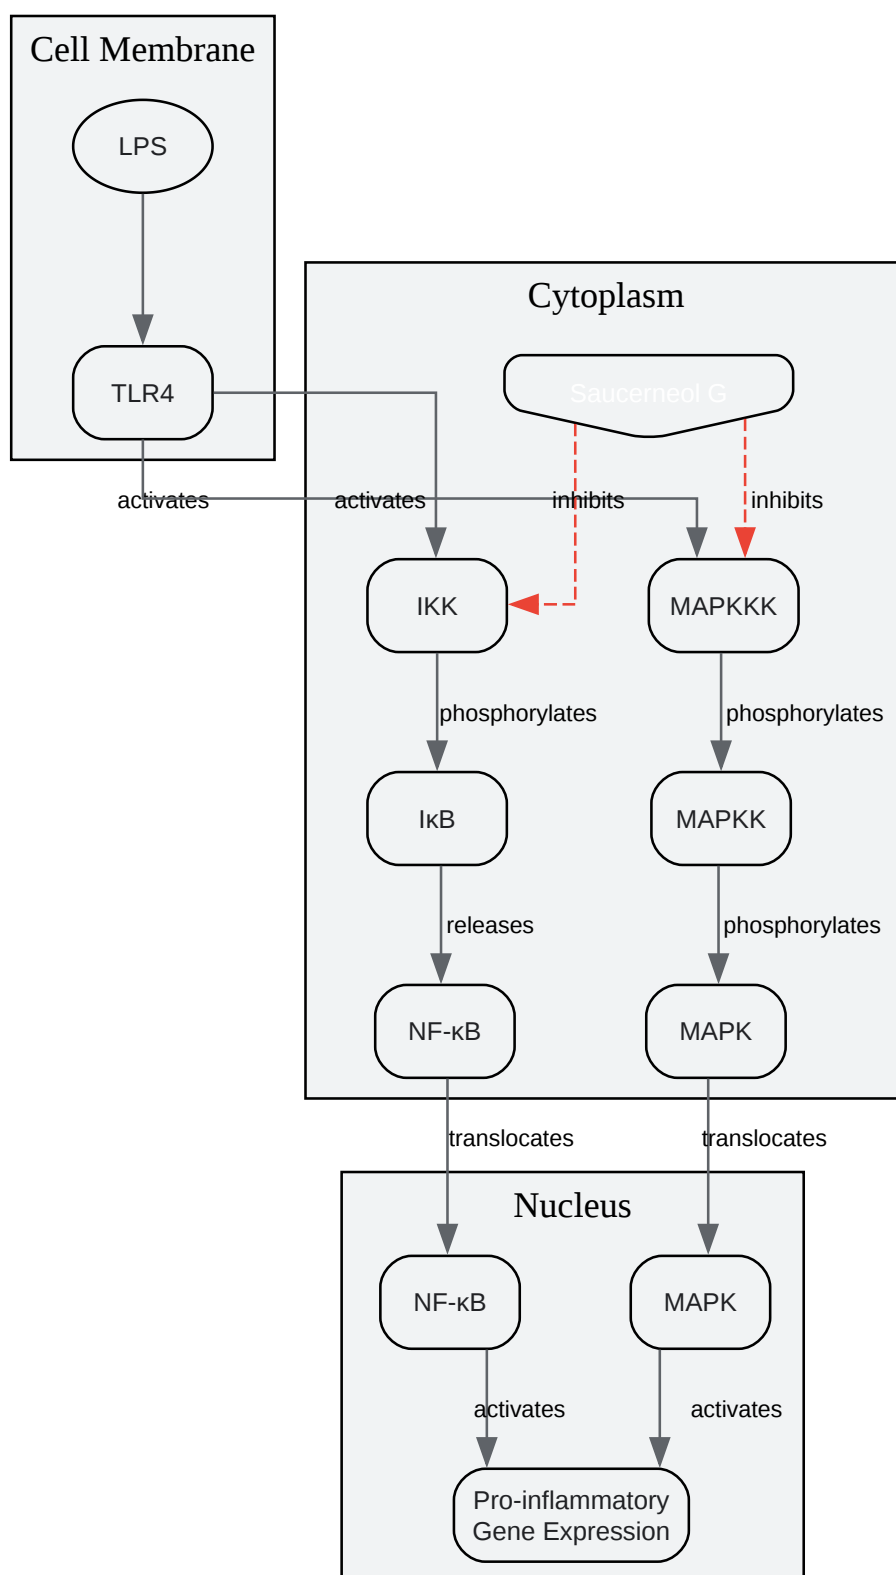 Cell Membrane
LPS
TLR4
Cytoplasm
Saucerneol G
activates
activates
inhibits
inhibits
IKK
MAPKKK
phosphorylates
phosphorylates
IκB
MAPKK
releases
phosphorylates
NF-κB
MAPK
translocates
translocates
Nucleus
NF-κB
MAPK
activates
activates
Pro-inflammatory
Gene Expression